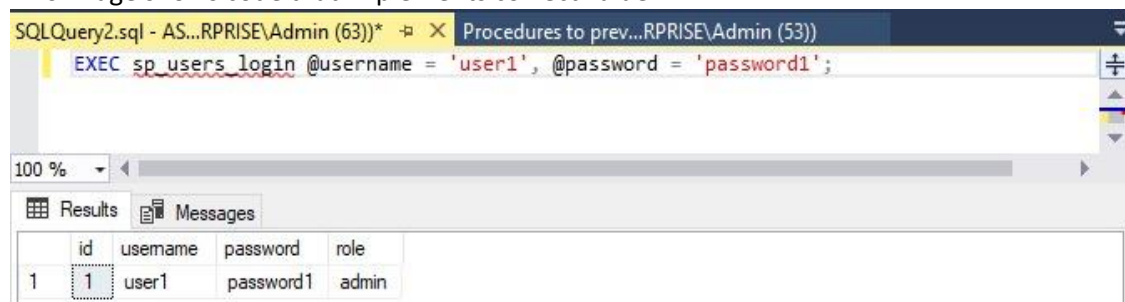 SQLQuery2.sql - AS...RPRISE\Admin (63))* Procedures to prev...RPRISE\Admin (53))
EXEC sp_users_login @username = 'user1', @password = 'password1';
100 %
Results Messages
id username password role
1 1 user1 password1 admin